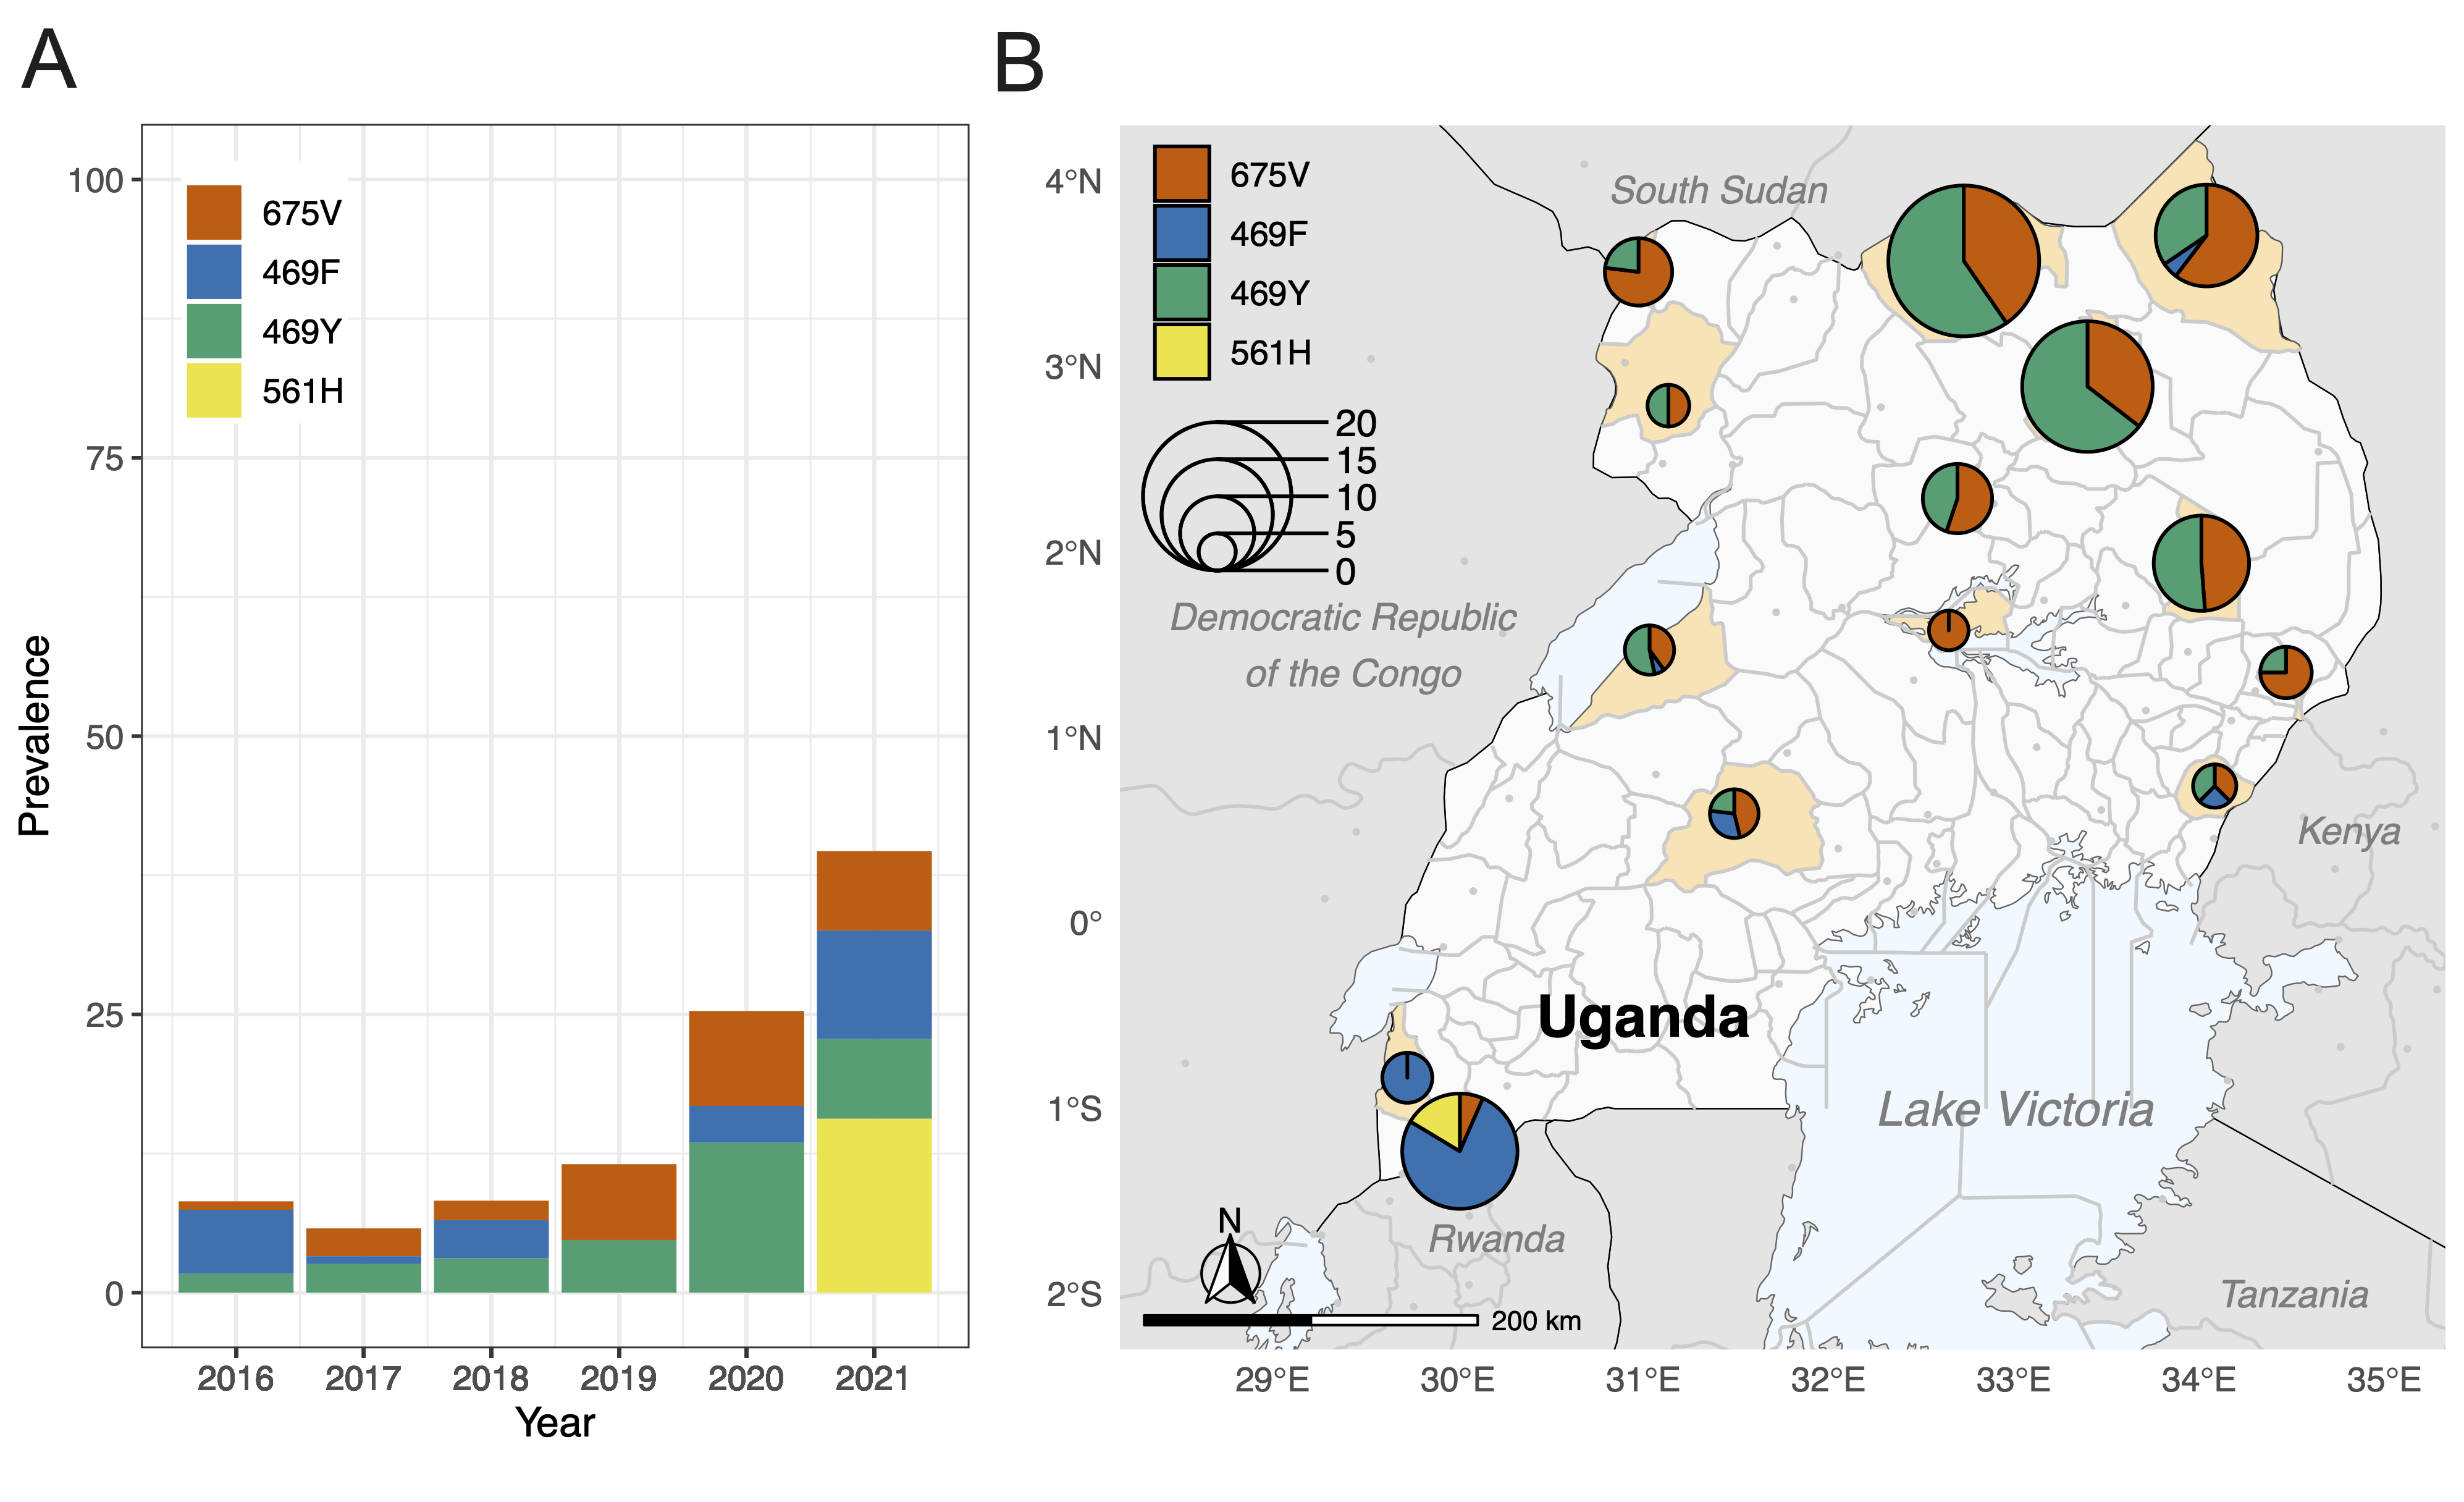 A
100
75
50
25
0
Prevalence
675V
469F
469Y
561H
2016 2017 2018 2019 2020 2021
Year
B
4°N
3°N
2°N
1°N
0°
1°S
2°S
675V
469F
469Y
561H
20
15
10
5
0
South Sudan
Democratic Republic
of the Congo
Kenya
Uganda
Lake Victoria
Rwanda
Tanzania
N
200 km
29°E 30°E 31°E 32°E 33°E 34°E 35°E